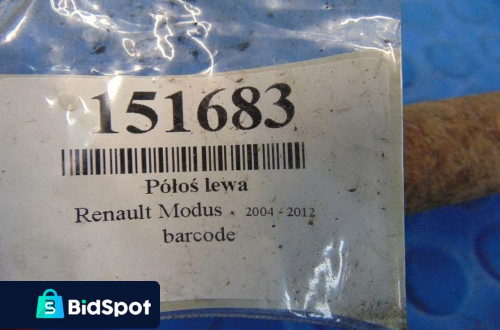 151683
Półoś lewa
Renault Modus . 2004 - 2012
barcode
S
BidSpot